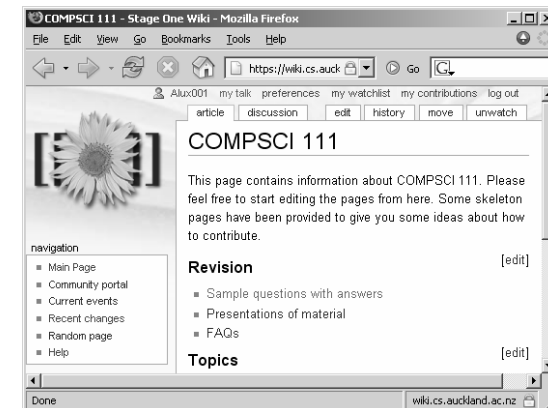 COMPSCI 111 - Stage One Wiki - Mozilla Firefox
File Edit View Go Bookmarks Tools Help
https://wiki.cs.auck Go G
Alux001 my talk preferences my watchlist my contributions log out
article discussion edit history move unwatch
COMPSCI 111
This page contains information about COMPSCI 111. Please
feel free to start editing the pages from here. Some skeleton
pages have been provided to give you some ideas about how
to contribute.
navigation
Main Page
Community portal
Current events
Recent changes
Random page
Help
Revision [edit]
Sample questions with answers
Presentations of material
FAQs
Topics [edit]
Done wiki.cs.auckland.ac.nz